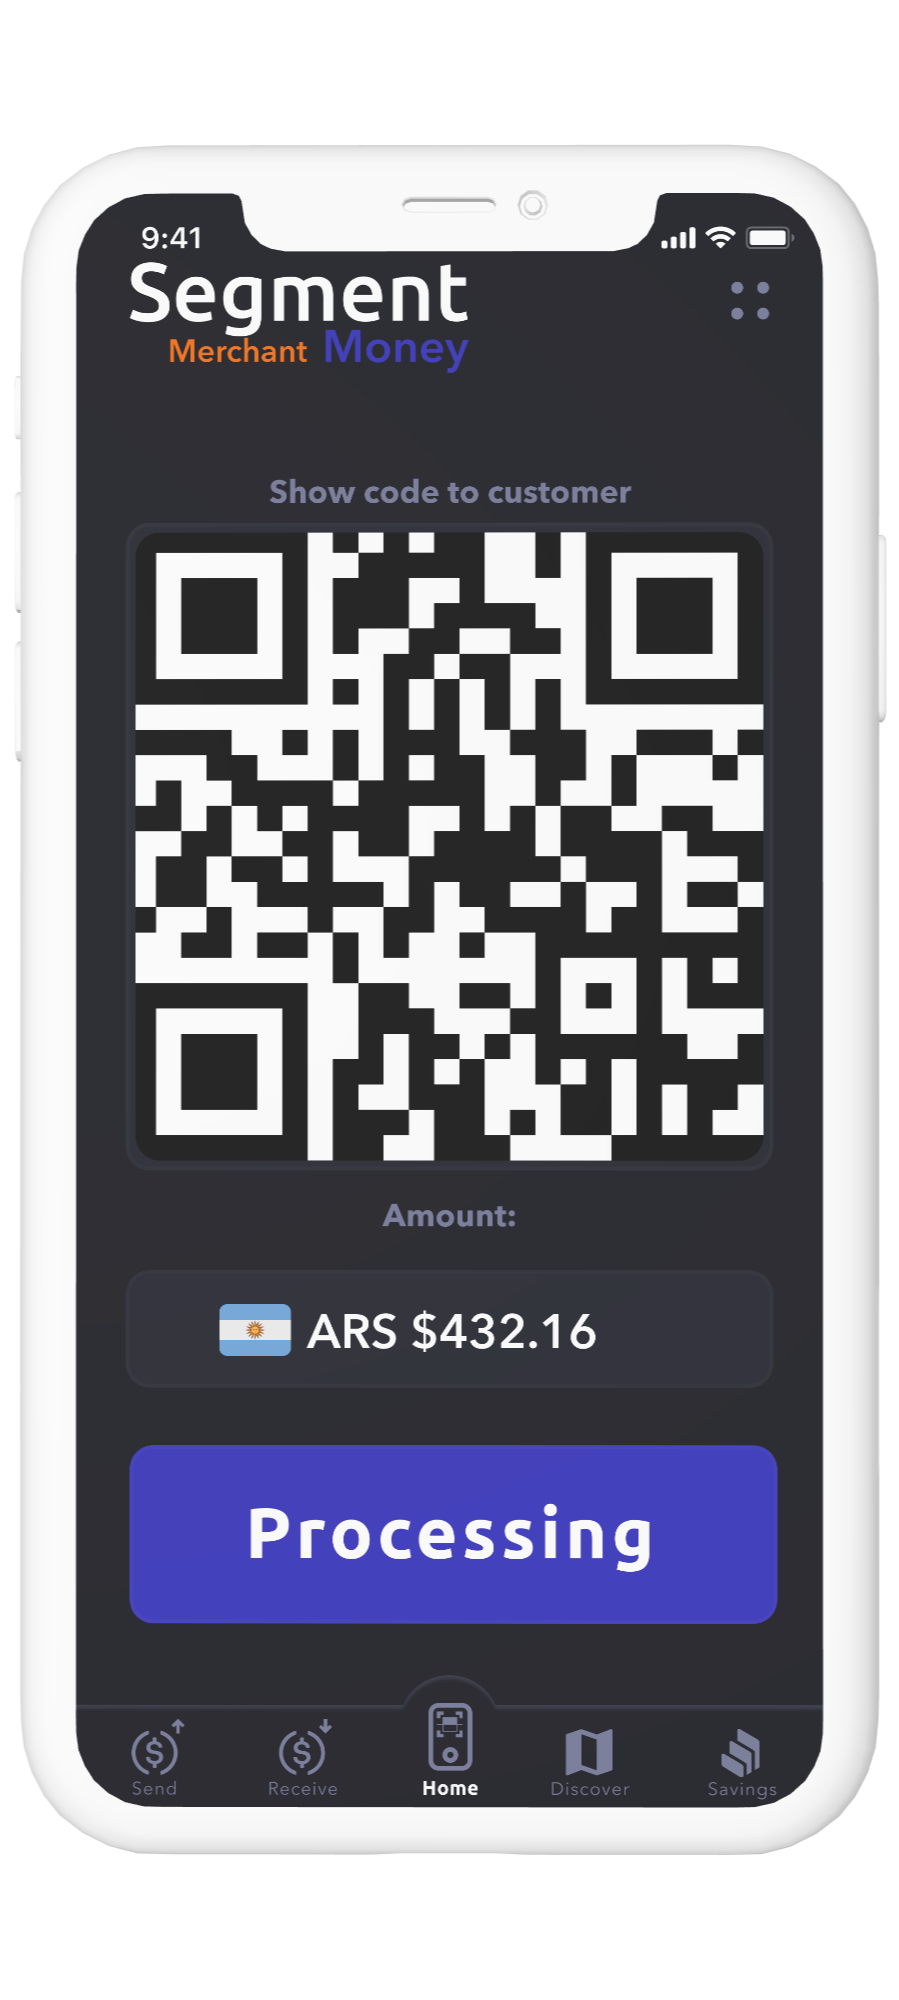 9:41
Segment
Merchant Money
Show code to customer
Amount:
ARS $432.16
Processing
Send
Receive
Home
Discover
Savings